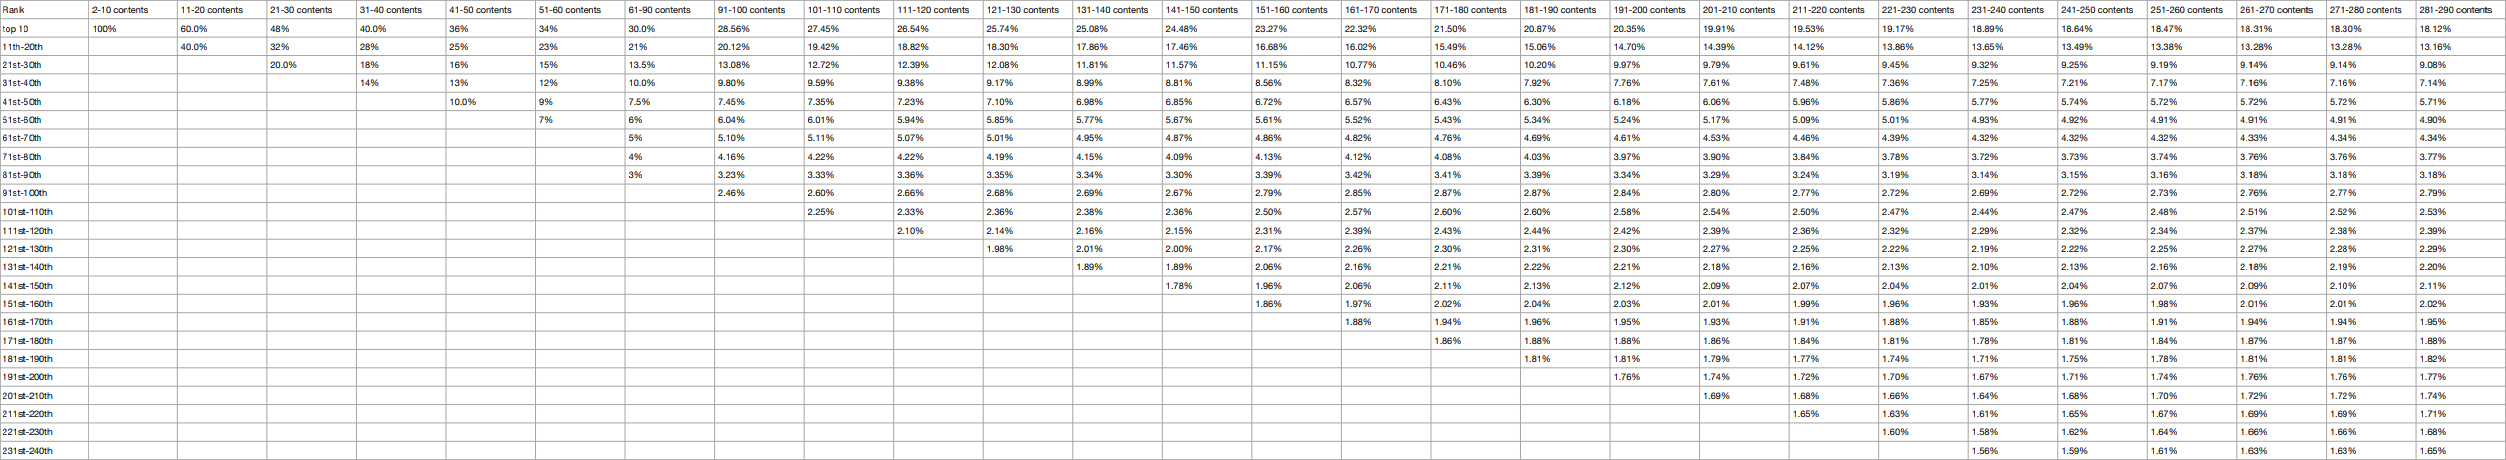 Rank 2-10 contents 11-20 contents 21-30 contents 31-40 contents 41-50 contents 51-60 contents 61-90 contents 91-100 contents 101-110 contents 111-120 contents 121-130 contents 131-140 contents 141-150 contents 151-160 contents 161-170 contents 171-180 contents 181-190 contents 191-200 contents 201-210 contents 211-220 contents 221-230 contents 231-240 contents 241-250 contents 251-260 contents 261-270 contents 271-280 contents 281-290 contents
top 10 100% 60.0% 48% 40.0% 36% 34% 30.0% 28.56% 27.45% 26.54% 25.74% 25.08% 24.48% 23.27% 22.32% 21.50% 20.87% 20.35% 19.91% 19.53% 19.17% 18.89% 18.64% 18.47% 18.31% 18.30% 18.12%
11th-20th 40.0% 32% 28% 25% 23% 21% 20.12% 19.42% 18.82% 18.30% 17.86% 17.46% 16.68% 16.02% 15.49% 15.06% 14.70% 14.39% 14.12% 13.86% 13.65% 13.49% 13.38% 13.28% 13.28% 13.16%
21st-30th 20.0% 18% 16% 15% 13.5% 13.08% 12.72% 12.39% 12.08% 11.81% 11.57% 11.15% 10.77% 10.46% 10.20% 9.97% 9.79% 9.61% 9.45% 9.32% 9.25% 9.19% 9.14% 9.14% 9.08%
31st-40th 14% 13% 12% 10.0% 9.80% 9.59% 9.38% 9.17% 8.99% 8.81% 8.56% 8.32% 8.10% 7.92% 7.76% 7.61% 7.48% 7.36% 7.25% 7.21% 7.17% 7.16% 7.16% 7.14%
41st-50th 10.0% 9% 7.5% 7.45% 7.35% 7.23% 7.10% 6.98% 6.85% 6.72% 6.57% 6.43% 6.30% 6.18% 6.06% 5.96% 5.86% 5.77% 5.74% 5.72% 5.72% 5.72% 5.71%
51st-60th 7% 6% 6.04% 6.01% 5.94% 5.85% 5.77% 5.67% 5.61% 5.52% 5.43% 5.34% 5.24% 5.17% 5.09% 5.01% 4.93% 4.92% 4.91% 4.91% 4.91% 4.90%
61st-70th 5% 5.10% 5.11% 5.07% 5.01% 4.95% 4.87% 4.86% 4.82% 4.76% 4.69% 4.61% 4.53% 4.46% 4.39% 4.32% 4.32% 4.32% 4.33% 4.34% 4.34%
71st-80th 4% 4.16% 4.22% 4.22% 4.19% 4.15% 4.09% 4.13% 4.12% 4.08% 4.03% 3.97% 3.90% 3.84% 3.78% 3.72% 3.73% 3.74% 3.76% 3.76% 3.77%
81st-90th 3% 3.23% 3.33% 3.36% 3.35% 3.34% 3.30% 3.39% 3.42% 3.41% 3.39% 3.34% 3.29% 3.24% 3.19% 3.14% 3.15% 3.16% 3.18% 3.18% 3.18%
91st-100th 2.46% 2.60% 2.66% 2.68% 2.69% 2.67% 2.79% 2.85% 2.87% 2.87% 2.84% 2.80% 2.77% 2.72% 2.69% 2.72% 2.73% 2.76% 2.77% 2.79%
101st-110th 2.25% 2.33% 2.36% 2.38% 2.36% 2.50% 2.57% 2.60% 2.60% 2.58% 2.54% 2.50% 2.47% 2.44% 2.47% 2.48% 2.51% 2.52% 2.53%
111st-120th 2.10% 2.14% 2.16% 2.15% 2.31% 2.39% 2.43% 2.44% 2.42% 2.39% 2.36% 2.32% 2.29% 2.32% 2.34% 2.37% 2.38% 2.39%
121st-130th 1.98% 2.01% 2.00% 2.17% 2.26% 2.30% 2.31% 2.30% 2.27% 2.25% 2.22% 2.19% 2.22% 2.25% 2.27% 2.28% 2.29%
131st-140th 1.89% 1.89% 2.06% 2.16% 2.21% 2.22% 2.21% 2.18% 2.16% 2.13% 2.10% 2.13% 2.16% 2.18% 2.19% 2.20%
141st-150th 1.78% 1.96% 2.06% 2.11% 2.13% 2.12% 2.09% 2.07% 2.04% 2.01% 2.04% 2.07% 2.09% 2.10% 2.11%
151st-160th 1.86% 1.97% 2.02% 2.04% 2.03% 2.01% 1.99% 1.96% 1.93% 1.96% 1.98% 2.01% 2.01% 2.02%
161st-170th 1.88% 1.94% 1.96% 1.95% 1.93% 1.91% 1.88% 1.85% 1.88% 1.91% 1.94% 1.94% 1.95%
171st-180th 1.86% 1.88% 1.88% 1.86% 1.84% 1.81% 1.78% 1.81% 1.84% 1.87% 1.87% 1.88%
181st-190th 1.81% 1.81% 1.79% 1.77% 1.74% 1.71% 1.75% 1.78% 1.81% 1.81% 1.82%
191st-200th 1.76% 1.74% 1.72% 1.70% 1.67% 1.71% 1.74% 1.76% 1.76% 1.77%
201st-210th 1.69% 1.68% 1.66% 1.64% 1.68% 1.70% 1.72% 1.72% 1.74%
211st-220th 1.65% 1.63% 1.61% 1.65% 1.67% 1.69% 1.69% 1.71%
221st-230th 1.60% 1.58% 1.62% 1.64% 1.66% 1.66% 1.68%
231st-240th 1.56% 1.59% 1.61% 1.63% 1.63% 1.65%